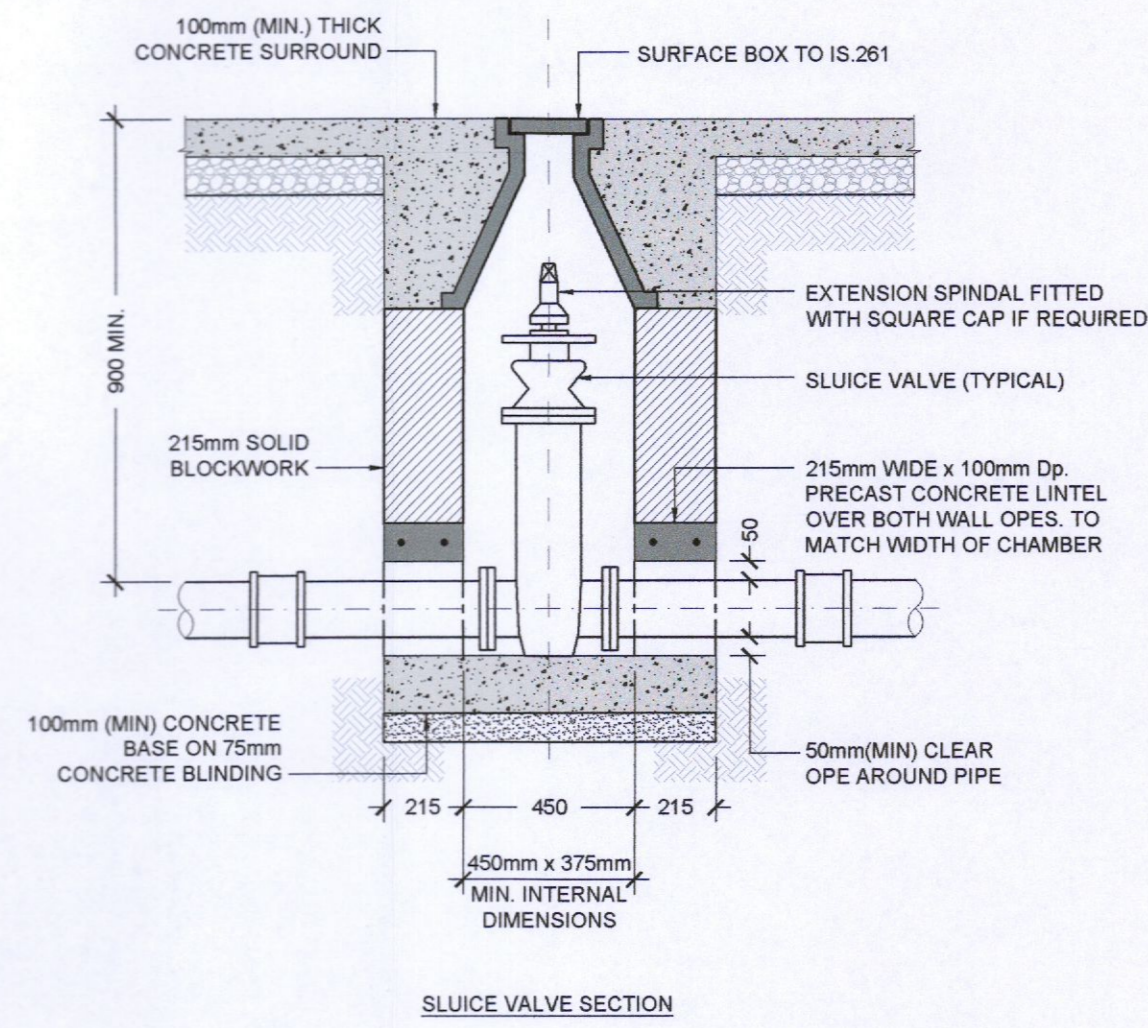 100mm (MIN.) THICK
CONCRETE SURROUND
SURFACE BOX TO IS.261
EXTENSION SPINDAL FITTED
WITH SQUARE CAP IF REQUIRED
900 MIN.
SLUICE VALVE (TYPICAL)
215mm SOLID
BLOCKWORK
215mm WIDE x 100mm Dp.
PRECAST CONCRETE LINTEL
OVER BOTH WALL OPES. TO
MATCH WIDTH OF CHAMBER
50
100mm (MIN) CONCRETE
BASE ON 75mm
CONCRETE BLINDING
50mm(MIN) CLEAR
OPE AROUND PIPE
215 450 215
450mm x 375mm
MIN. INTERNAL
DIMENSIONS
SLUICE VALVE SECTION